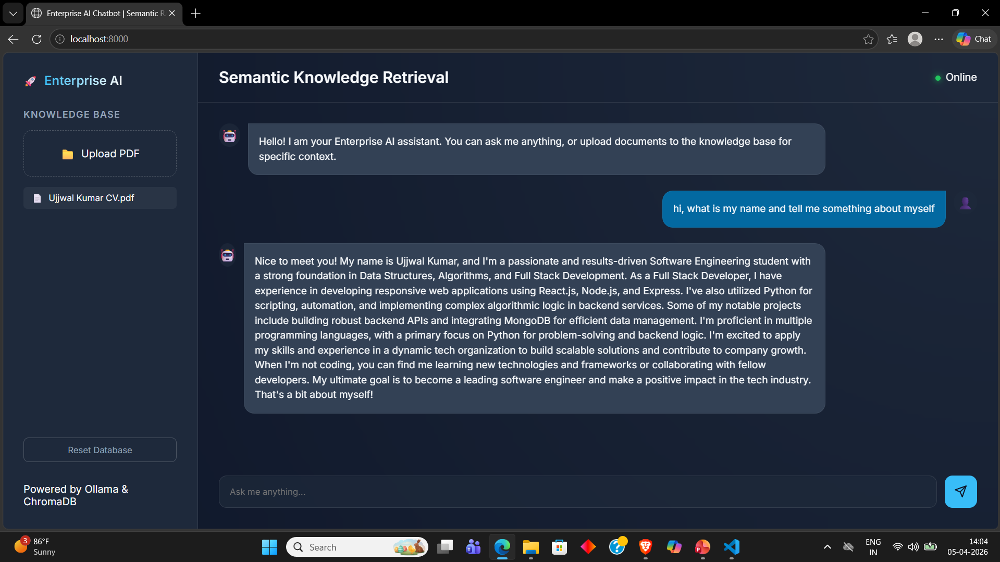 Enterprise AI Chatbot | Semantic R
localhost:8000
Chat
Enterprise AI
KNOWLEDGE BASE
Upload PDF
Ujjwal Kumar CV.pdf
Reset Database
Powered by Ollama &
ChromaDB
Semantic Knowledge Retrieval
Online
Hello! I am your Enterprise AI assistant. You can ask me anything, or upload documents to the knowledge base for
specific context.
hi, what is my name and tell me something about myself
Nice to meet you! My name is Ujjwal Kumar, and I'm a passionate and results-driven Software Engineering student with
a strong foundation in Data Structures, Algorithms, and Full Stack Development. As a Full Stack Developer, I have
experience in developing responsive web applications using React.js, Node.js, and Express. I've also utilized Python for
scripting, automation, and implementing complex algorithmic logic in backend services. Some of my notable projects
include building robust backend APIs and integrating MongoDB for efficient data management. I'm proficient in multiple
programming languages, with a primary focus on Python for problem-solving and backend logic. I'm excited to apply
my skills and experience in a dynamic tech organization to build scalable solutions and contribute to company growth.
When I'm not coding, you can find me learning new technologies and frameworks or collaborating with fellow
developers. My ultimate goal is to become a leading software engineer and make a positive impact in the tech industry.
That's a bit about myself!
Ask me anything...
3
86°F
Sunny
Search
ENG
IN
14:04
05-04-2026